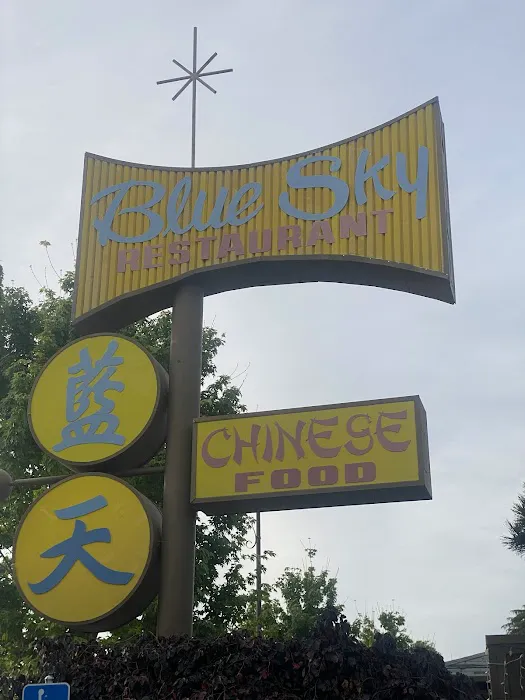 Blue Sky
RESTAURANT
藍
天
CHINESE
FOOD